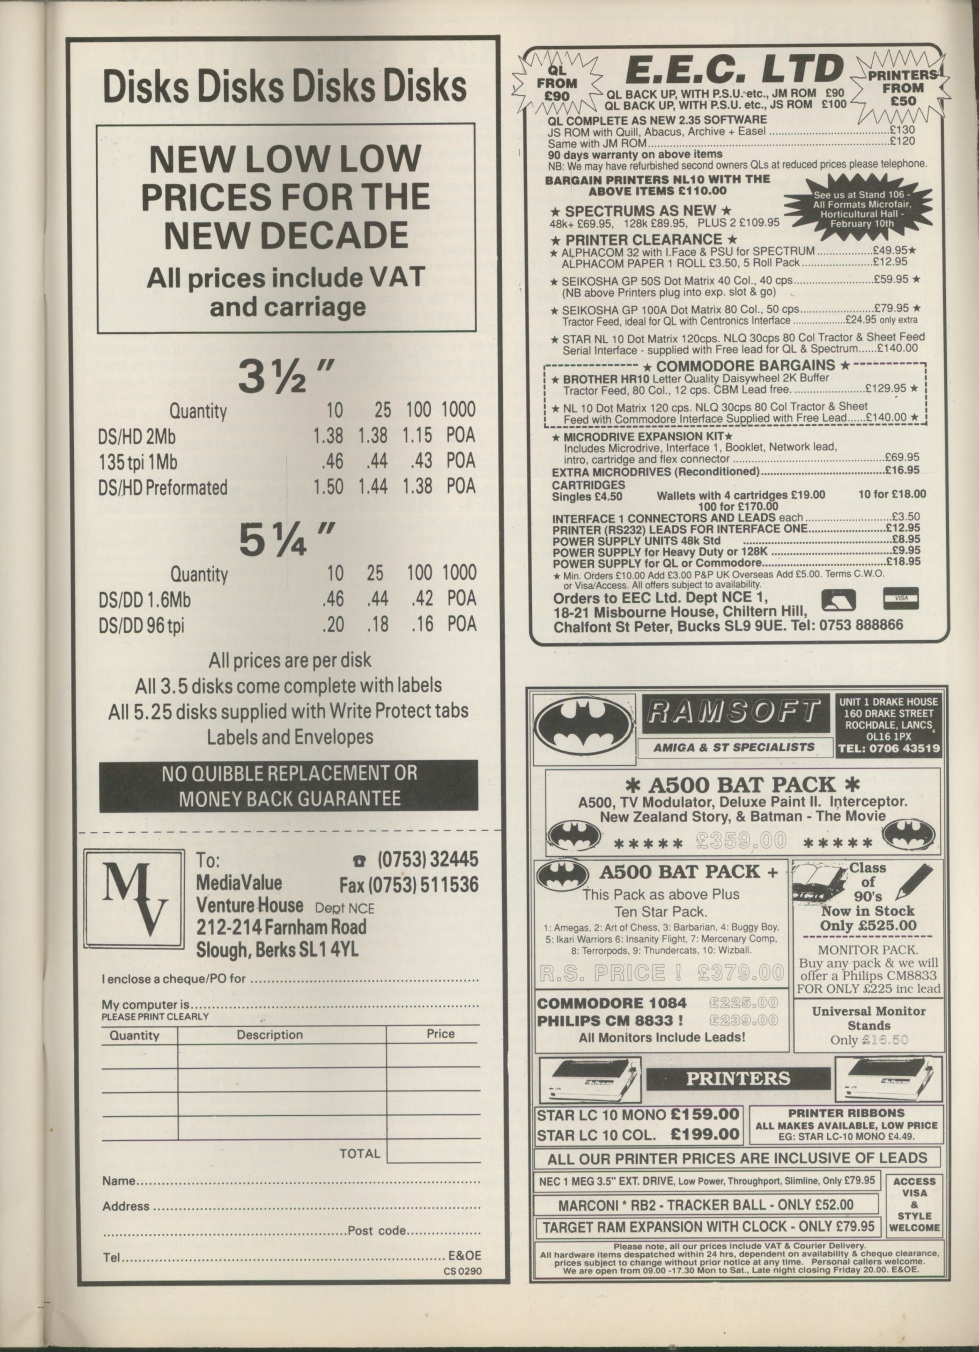 Disks Disks Disks Disks
NEW LOW LOW
PRICES FOR THE
NEW DECADE
All prices include VAT
and carriage
3½"
Quantity 10 25 100 1000
DS/HD 2Mb 1.38 1.38 1.15 POA
135 tpi 1Mb .46 .44 .43 POA
DS/HD Preformated 1.50 1.44 1.38 POA
5¼"
Quantity 10 25 100 1000
DS/DD 1.6Mb .46 .44 .42 POA
DS/DD 96 tpi .20 .18 .16 POA
All prices are per disk
All 3.5 disks come complete with labels
All 5.25 disks supplied with Write Protect tabs
Labels and Envelopes
NO QUIBBLE REPLACEMENT OR
MONEY BACK GUARANTEE
MV
To: ☎ (0753) 32445
MediaValue Fax (0753) 511536
Venture House Dept NCE
212-214 Farnham Road
Slough, Berks SL1 4YL
I enclose a cheque/PO for
My computer is
PLEASE PRINT CLEARLY
Quantity Description Price
TOTAL
Name
Address
Post code
Tel E&OE
CS 0290
QL
FROM
£90
E.E.C. LTD
PRINTERS
FROM
£50
QL BACK UP, WITH P.S.U. etc., JM ROM £90
QL BACK UP, WITH P.S.U. etc., JS ROM £100
QL COMPLETE AS NEW 2.35 SOFTWARE
JS ROM with Quill, Abacus, Archive + Easel £130
Same with JM ROM £120
90 days warranty on above items
NB: We may have refurbished second owners QLs at reduced prices please telephone.
BARGAIN PRINTERS NL10 WITH THE
ABOVE ITEMS £110.00
See us at Stand 106 -
All Formats Microfair,
Horticultural Hall -
February 10th
★ SPECTRUMS AS NEW ★
48k+ £69.95, 128k £89.95, PLUS 2 £109.95
★ PRINTER CLEARANCE ★
★ ALPHACOM 32 with I.Face & PSU for SPECTRUM £49.95★
ALPHACOM PAPER 1 ROLL £3.50, 5 Roll Pack £12.95
★ SEIKOSHA GP 50S Dot Matrix 40 Col., 40 cps £59.95 ★
(NB above Printers plug into exp. slot & go)
★ SEIKOSHA GP 100A Dot Matrix 80 Col., 50 cps £79.95 ★
Tractor Feed, ideal for QL with Centronics Interface £24.95 only extra
★ STAR NL 10 Dot Matrix 120cps. NLQ 30cps 80 Col Tractor & Sheet Feed
Serial Interface - supplied with Free lead for QL & Spectrum £140.00
★ COMMODORE BARGAINS ★
★ BROTHER HR10 Letter Quality Daisywheel 2K Buffer
Tractor Feed, 80 Col., 12 cps. CBM Lead free. £129.95 ★
★ NL 10 Dot Matrix 120 cps. NLQ 30cps 80 Col Tractor & Sheet
Feed with Commodore Interface Supplied with Free Lead £140.00 ★
★ MICRODRIVE EXPANSION KIT★
Includes Microdrive, Interface 1, Booklet, Network lead,
intro, cartridge and flex connector £69.95
EXTRA MICRODRIVES (Reconditioned) £16.95
CARTRIDGES
Singles £4.50 Wallets with 4 cartridges £19.00 10 for £18.00
100 for £170.00
INTERFACE 1 CONNECTORS AND LEADS each £3.50
PRINTER (RS232) LEADS FOR INTERFACE ONE £12.95
POWER SUPPLY UNITS 48k Std £8.95
POWER SUPPLY for Heavy Duty or 128K £9.95
POWER SUPPLY for QL or Commodore £18.95
★ Min. Orders £10.00 Add £3.00 P&P UK Overseas Add £5.00. Terms C.W.O.
or Visa/Access. All offers subject to availability.
Orders to EEC Ltd. Dept NCE 1,
18-21 Misbourne House, Chiltern Hill,
Chalfont St Peter, Bucks SL9 9UE. Tel: 0753 888866
VISA
RAMSOFT
AMIGA & ST SPECIALISTS
UNIT 1 DRAKE HOUSE
160 DRAKE STREET
ROCHDALE, LANCS,
OL16 1PX
TEL: 0706 43519
* A500 BAT PACK *
A500, TV Modulator, Deluxe Paint II. Interceptor.
New Zealand Story, & Batman - The Movie
***** £359.00 *****
A500 BAT PACK +
This Pack as above Plus
Ten Star Pack.
1: Amegas, 2: Art of Chess, 3: Barbarian, 4: Buggy Boy,
5: Ikari Warriors 6: Insanity Flight, 7: Mercenary Comp,
8: Terrorpods, 9: Thundercats, 10: Wizball.
R.S. PRICE ! £379.00
COMMODORE 1084 £225.00
PHILIPS CM 8833 ! £239.00
All Monitors Include Leads!
Class
of
90's
Now in Stock
Only £525.00
MONITOR PACK.
Buy any pack & we will
offer a Philips CM8833
FOR ONLY £225 inc lead
Universal Monitor
Stands
Only £16.50
PRINTERS
STAR LC 10 MONO £159.00
STAR LC 10 COL. £199.00
PRINTER RIBBONS
ALL MAKES AVAILABLE, LOW PRICE
EG: STAR LC-10 MONO £4.49.
ALL OUR PRINTER PRICES ARE INCLUSIVE OF LEADS
NEC 1 MEG 3.5" EXT. DRIVE, Low Power, Throughport, Slimline, Only £79.95
MARCONI * RB2 - TRACKER BALL - ONLY £52.00
TARGET RAM EXPANSION WITH CLOCK - ONLY £79.95
ACCESS
VISA
&
STYLE
WELCOME
Please note, all our prices include VAT & Courier Delivery.
All hardware items despatched within 24 hrs, dependent on availability & cheque clearance,
prices subject to change without prior notice at any time. Personal callers welcome.
We are open from 09.00 -17.30 Mon to Sat., Late night closing Friday 20.00. E&OE.